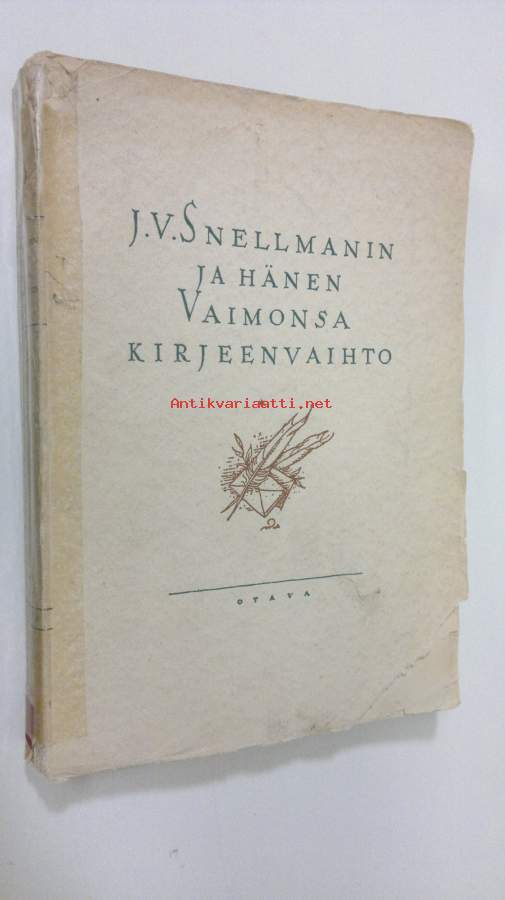 J.V.SNELLMANIN
JA HÄNEN
VAIMONSA
KIRJEENVAIHTO
Antikvariaatti.net
OTAVA